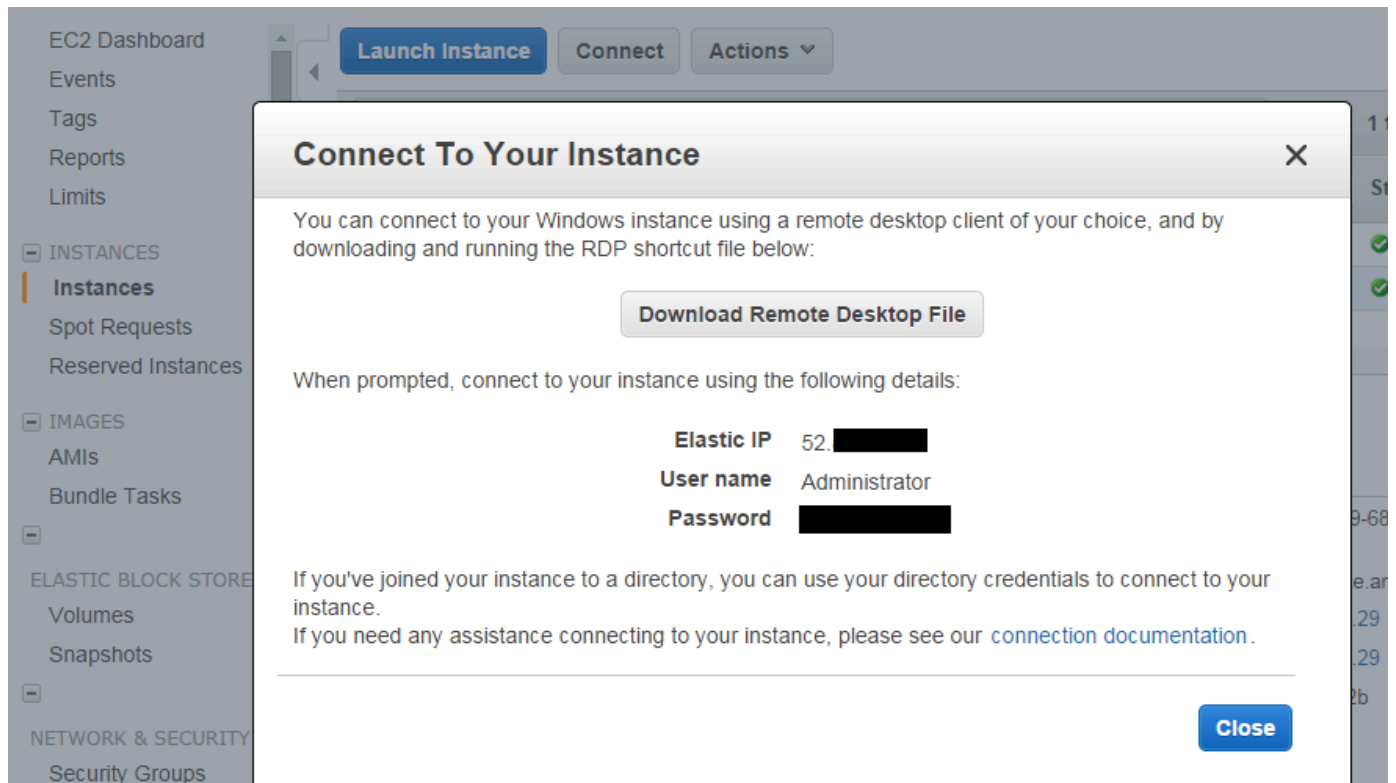 EC2 Dashboard
Events
Tags
Reports
Limits
INSTANCES
Instances
Spot Requests
Reserved Instances
IMAGES
AMIs
Bundle Tasks
ELASTIC BLOCK STORE
Volumes
Snapshots
NETWORK & SECURITY
Security Groups
Launch Instance
Connect
Actions
Connect To Your Instance
You can connect to your Windows instance using a remote desktop client of your choice, and by
downloading and running the RDP shortcut file below:
Download Remote Desktop File
When prompted, connect to your instance using the following details:
Elastic IP 52.
User name Administrator
Password
If you've joined your instance to a directory, you can use your directory credentials to connect to your
instance.
If you need any assistance connecting to your instance, please see our connection documentation.
Close
.29
.29